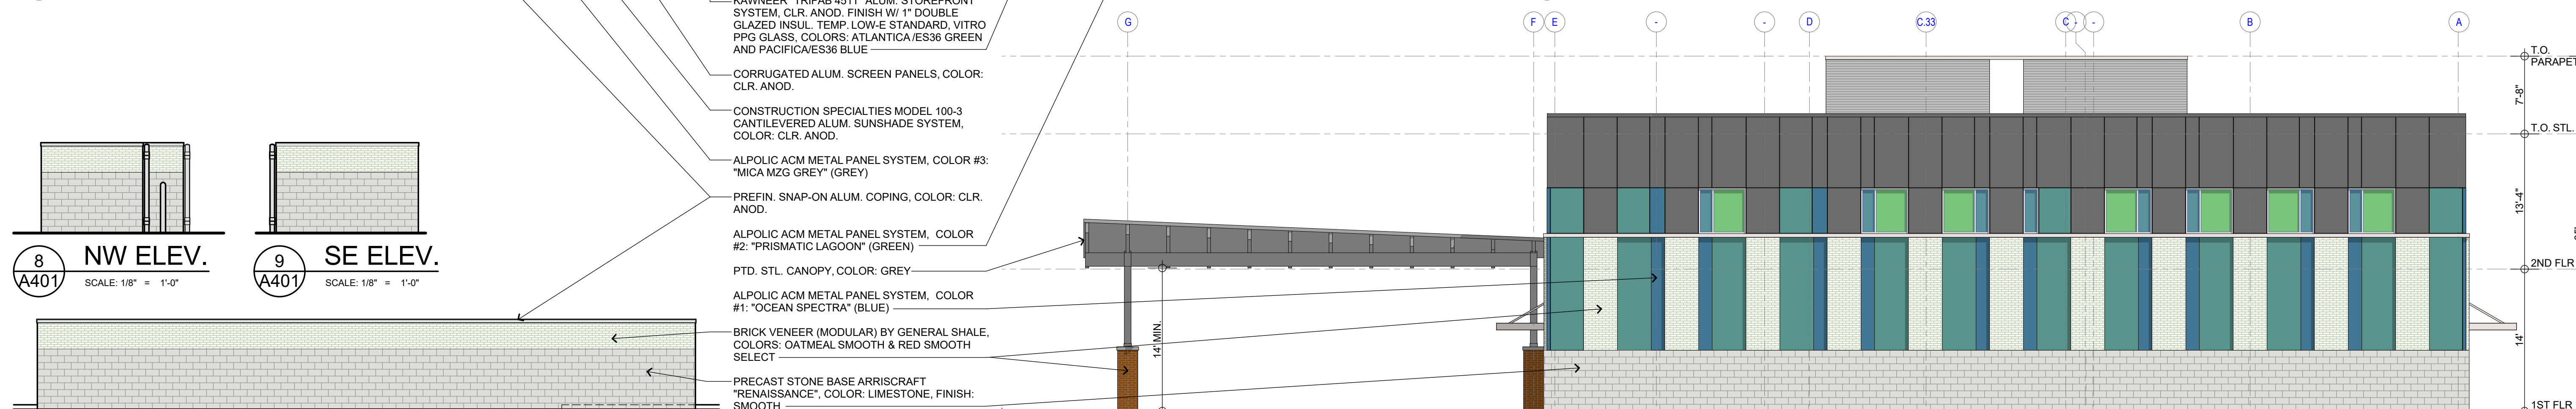 KAWNEER "TRIFAB 451T" ALUM. STOREFRONT
SYSTEM, CLR. ANOD. FINISH W/ 1" DOUBLE
GLAZED INSUL. TEMP. LOW-E STANDARD, VITRO
PPG GLASS, COLORS: ATLANTICA /ES36 GREEN
AND PACIFICA/ES36 BLUE
CORRUGATED ALUM. SCREEN PANELS, COLOR:
CLR. ANOD.
CONSTRUCTION SPECIALTIES MODEL 100-3
CANTILEVERED ALUM. SUNSHADE SYSTEM,
COLOR: CLR. ANOD.
ALPOLIC ACM METAL PANEL SYSTEM, COLOR #3:
"MICA MZG GREY" (GREY)
PREFIN. SNAP-ON ALUM. COPING, COLOR: CLR.
ANOD.
ALPOLIC ACM METAL PANEL SYSTEM, COLOR
#2: "PRISMATIC LAGOON" (GREEN)
PTD. STL. CANOPY, COLOR: GREY
ALPOLIC ACM METAL PANEL SYSTEM, COLOR
#1: "OCEAN SPECTRA" (BLUE)
BRICK VENEER (MODULAR) BY GENERAL SHALE,
COLORS: OATMEAL SMOOTH & RED SMOOTH
SELECT
PRECAST STONE BASE ARRISCRAFT
"RENAISSANCE", COLOR: LIMESTONE, FINISH:
SMOOTH
8
A401
NW ELEV.
SCALE: 1/8" = 1'-0"
9
A401
SE ELEV.
SCALE: 1/8" = 1'-0"
G
F
E
-
-
D
C.33
C
-
-
B
A
14' MIN.
T.O.
PARAPET
7'-8"
T.O. STL.
13'-4"
2ND FLR
14'
1ST FLR